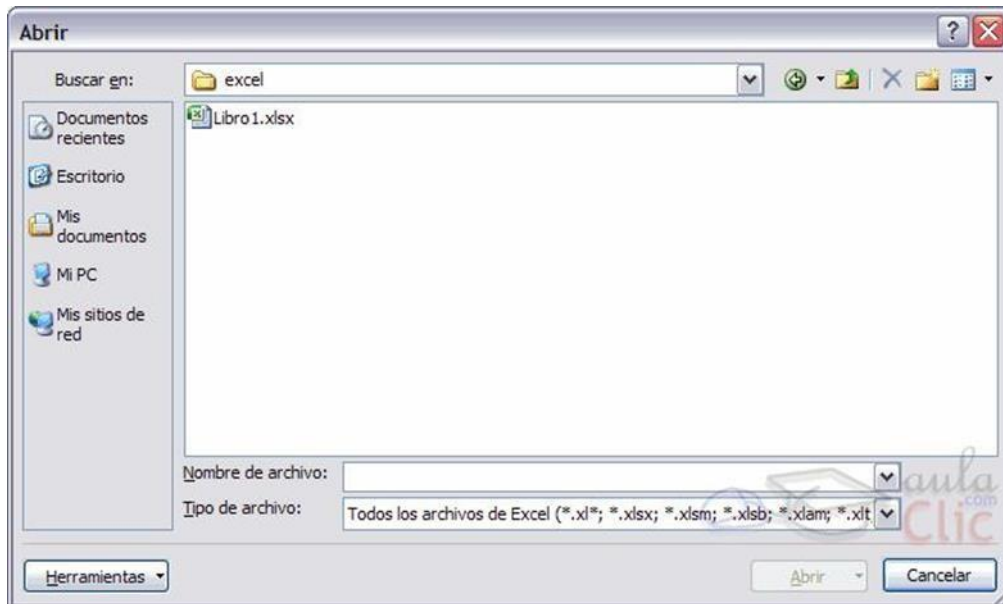 Abrir
Buscar en:
excel
Documentos
recientes
Escritorio
Mis
documentos
Mi PC
Mis sitios de
red
Libro1.xlsx
Nombre de archivo:
Tipo de archivo:
Todos los archivos de Excel (*.xl*; *.xlsx; *.xlsm; *.xlsb; *.xlam; *.xlt
aula
.com
Clic
Herramientas
Abrir
Cancelar